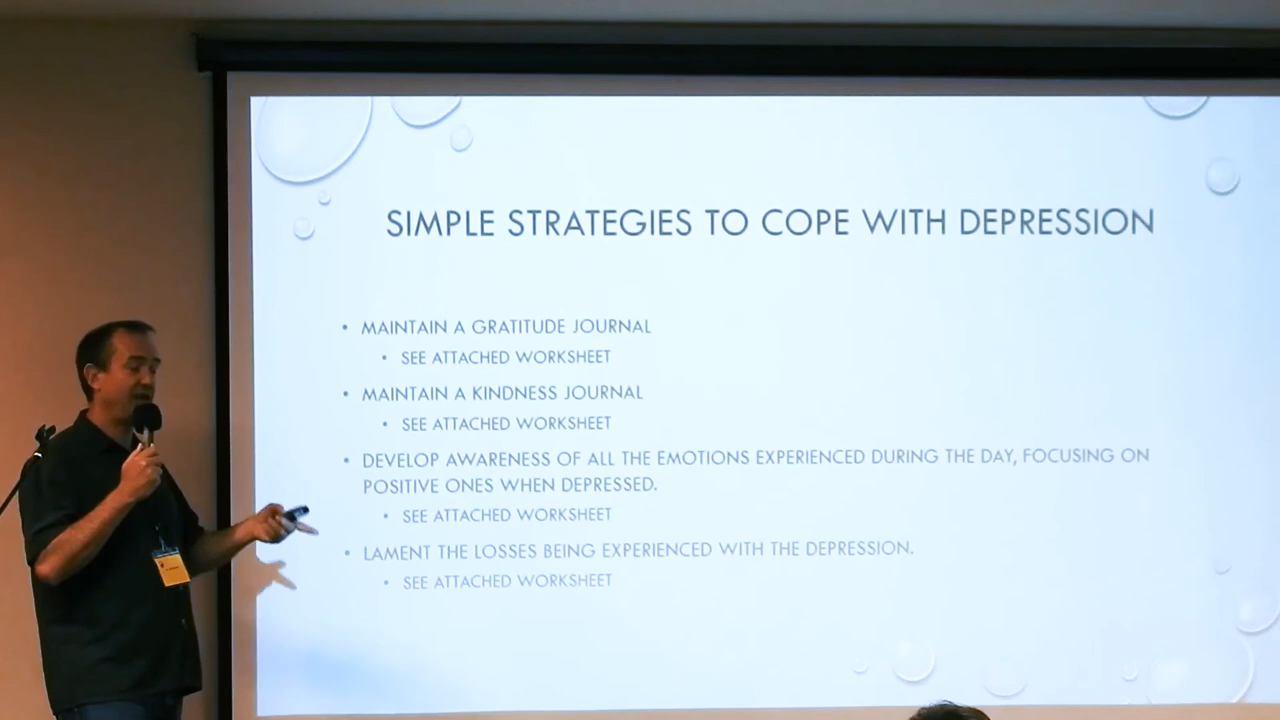 SIMPLE STRATEGIES TO COPE WITH DEPRESSION
• MAINTAIN A GRATITUDE JOURNAL
• SEE ATTACHED WORKSHEET
• MAINTAIN A KINDNESS JOURNAL
• SEE ATTACHED WORKSHEET
• DEVELOP AWARENESS OF ALL THE EMOTIONS EXPERIENCED DURING THE DAY, FOCUSING ON
POSITIVE ONES WHEN DEPRESSED.
• SEE ATTACHED WORKSHEET
• LAMENT THE LOSSES BEING EXPERIENCED WITH THE DEPRESSION.
• SEE ATTACHED WORKSHEET